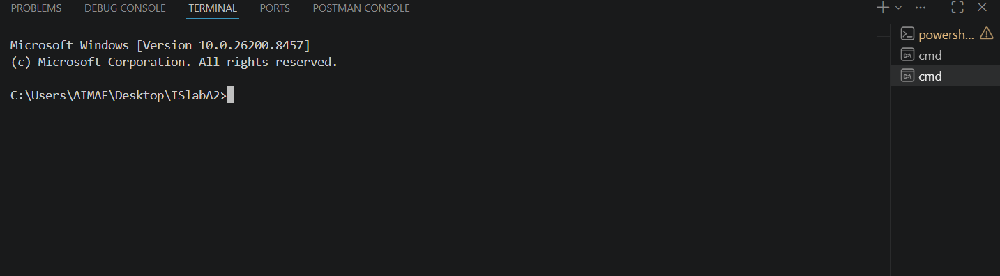 PROBLEMS DEBUG CONSOLE TERMINAL PORTS POSTMAN CONSOLE
Microsoft Windows [Version 10.0.26200.8457]
(c) Microsoft Corporation. All rights reserved.
C:\Users\AIMAF\Desktop\ISlabA2>
powersh...
cmd
cmd